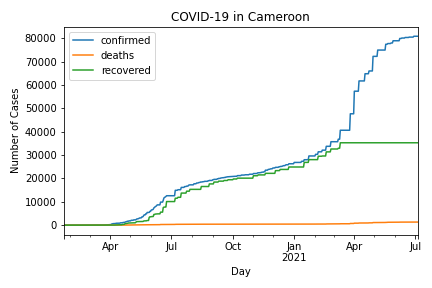 COVID-19 in Cameroon
confirmed
deaths
recovered
80000
70000
60000
50000
40000
30000
20000
10000
0
Number of Cases
Apr Jul Oct Jan Apr Jul
2021
Day